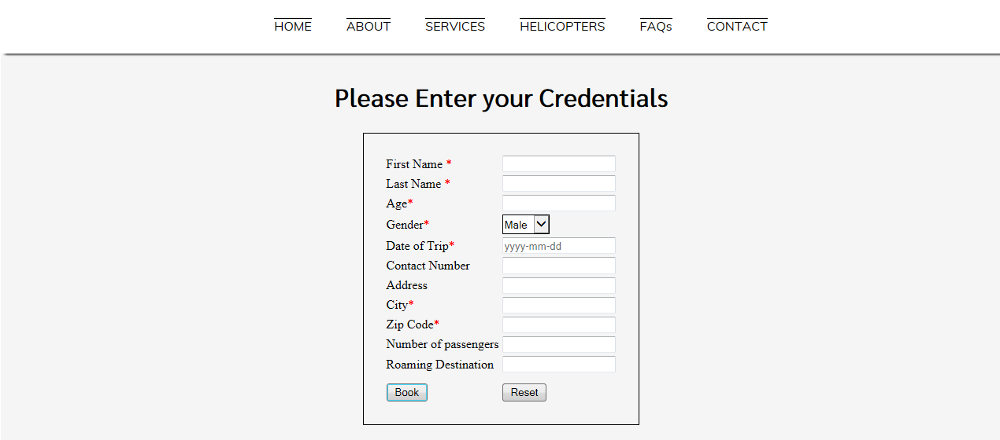 HOME ABOUT SERVICES HELICOPTERS FAQs CONTACT
Please Enter your Credentials
First Name *
Last Name *
Age*
Gender* Male
Date of Trip* yyyy-mm-dd
Contact Number
Address
City*
Zip Code*
Number of passengers
Roaming Destination
Book Reset